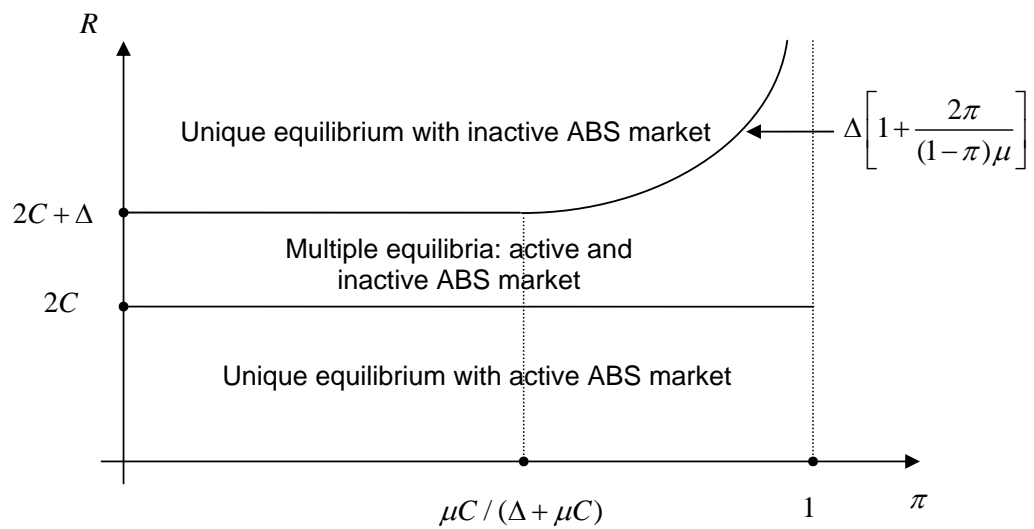 R
Unique equilibrium with inactive ABS market
Δ[1 + 2π / ((1−π)μ)]
2C + Δ
Multiple equilibria: active and
inactive ABS market
2C
Unique equilibrium with active ABS market
μC / (Δ + μC)
1
π